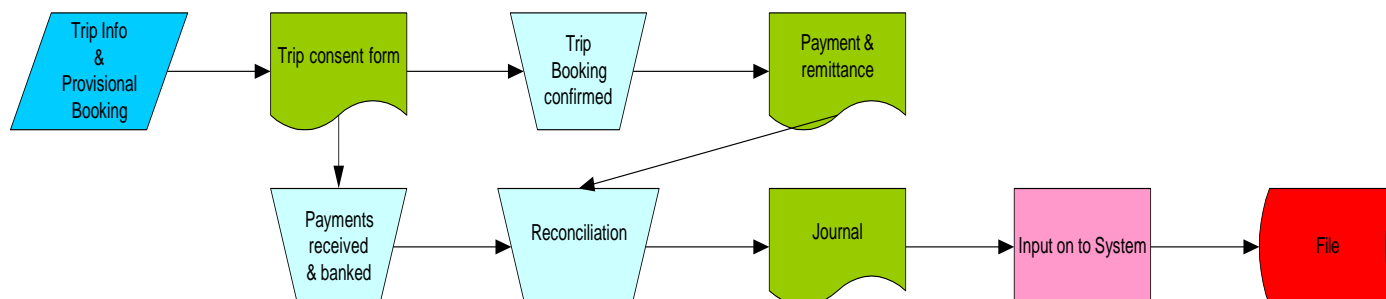 Trip Info
&
Provisional
Booking
Trip consent form
Trip
Booking
confirmed
Payment &
remittance
Payments
received
& banked
Reconciliation
Journal
Input on to System
File